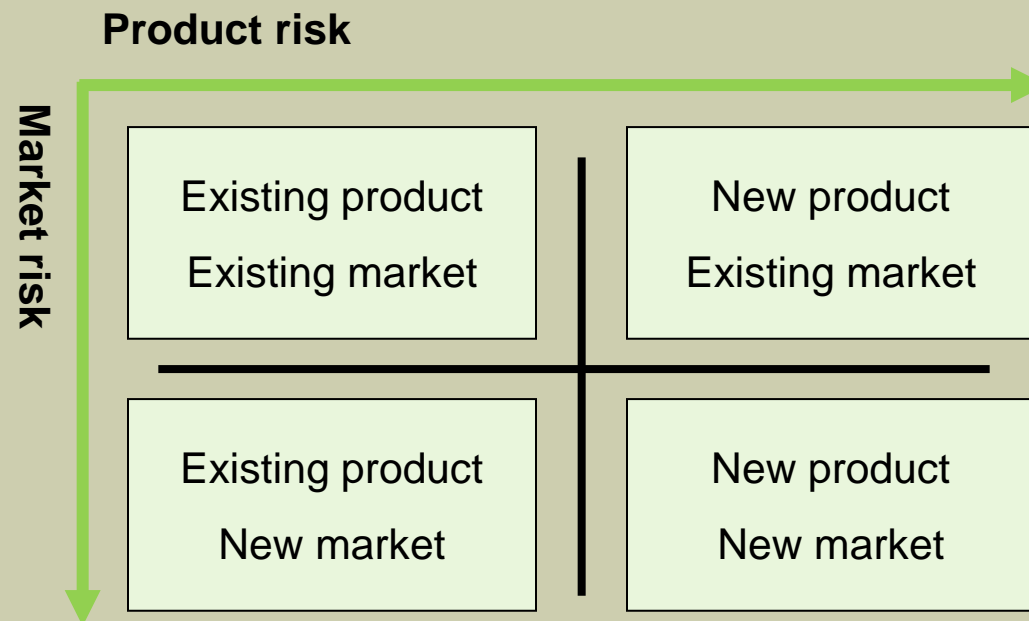 Product risk
Market risk
Existing product
Existing market
New product
Existing market
Existing product
New market
New product
New market